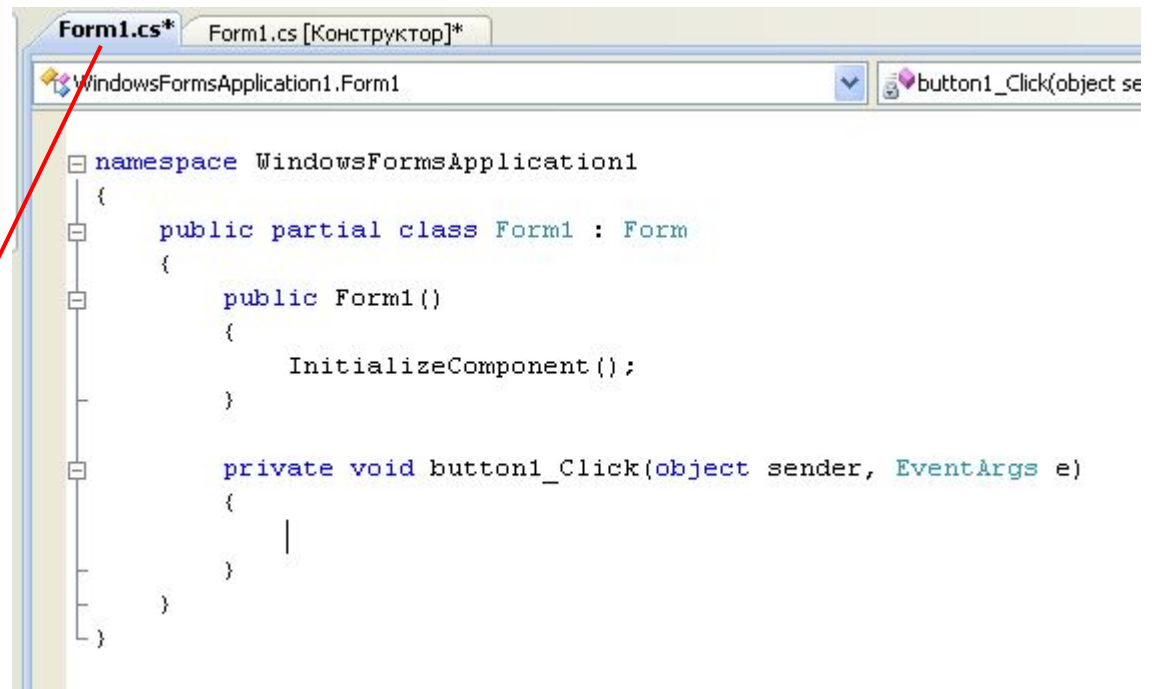 Form1.cs* Form1.cs [Конструктор]*
WindowsFormsApplication1.Form1 button1_Click(object se
namespace WindowsFormsApplication1
{
public partial class Form1 : Form
{
public Form1()
{
InitializeComponent();
}
private void button1_Click(object sender, EventArgs e)
{
}
}
}